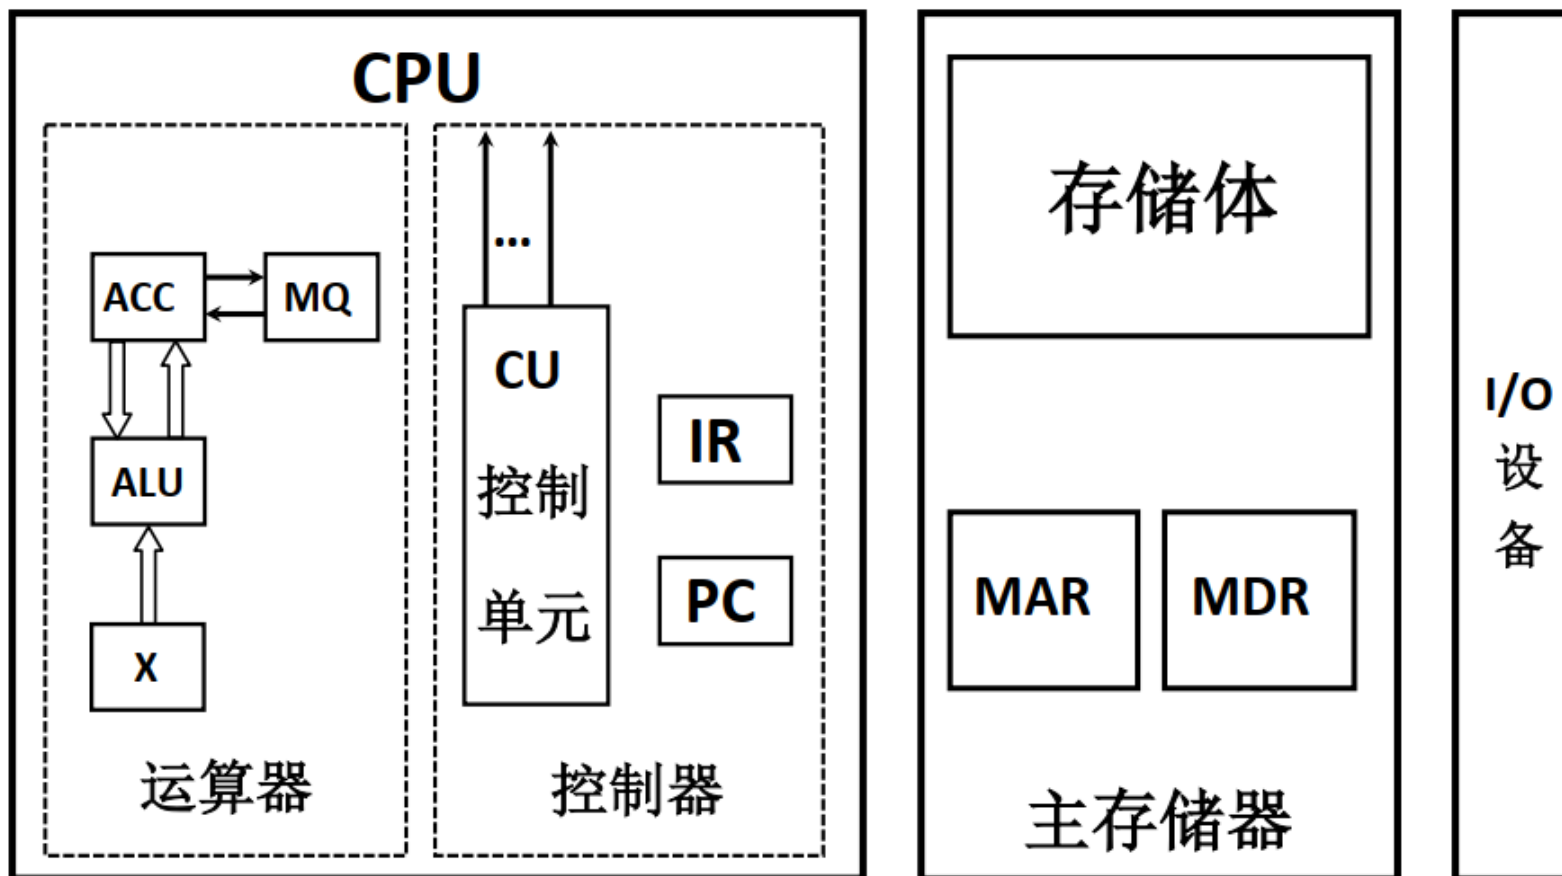 CPU
ACC
MQ
ALU
X
运算器
...
CU
控制
单元
IR
PC
控制器
存储体
MAR
MDR
主存储器
I/O
设
备